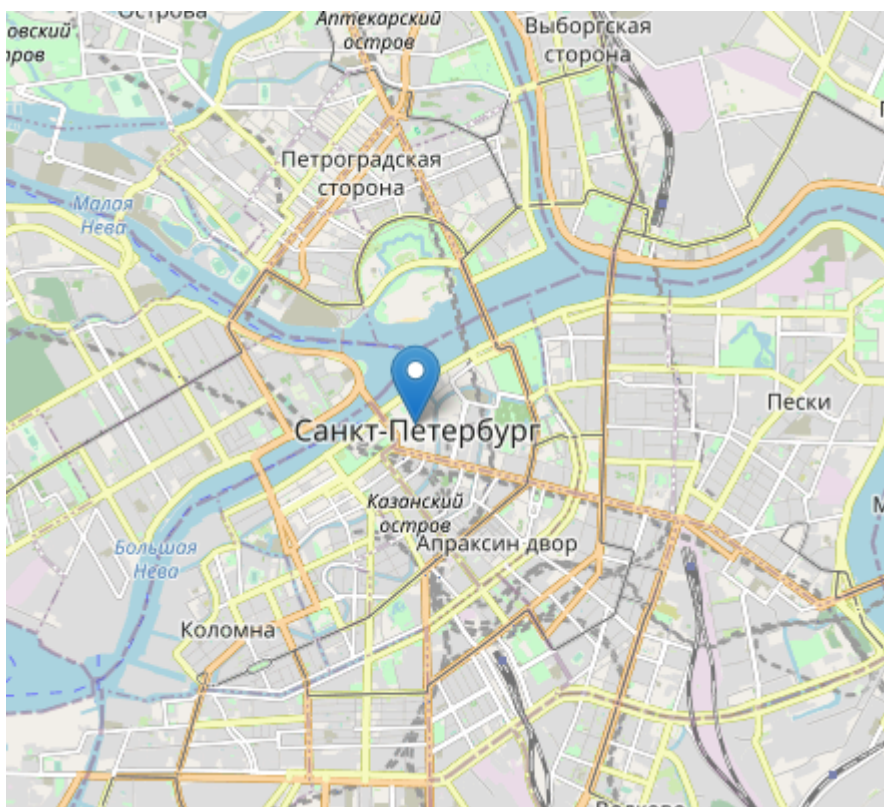 Острова
овский
тров
Аптекарский
остров
Выборгская
сторона
Петроградская
сторона
Малая
Нева
Пески
Санкт-Петербург
Казанский
остров
Апраксин двор
Большая
Нева
Коломна